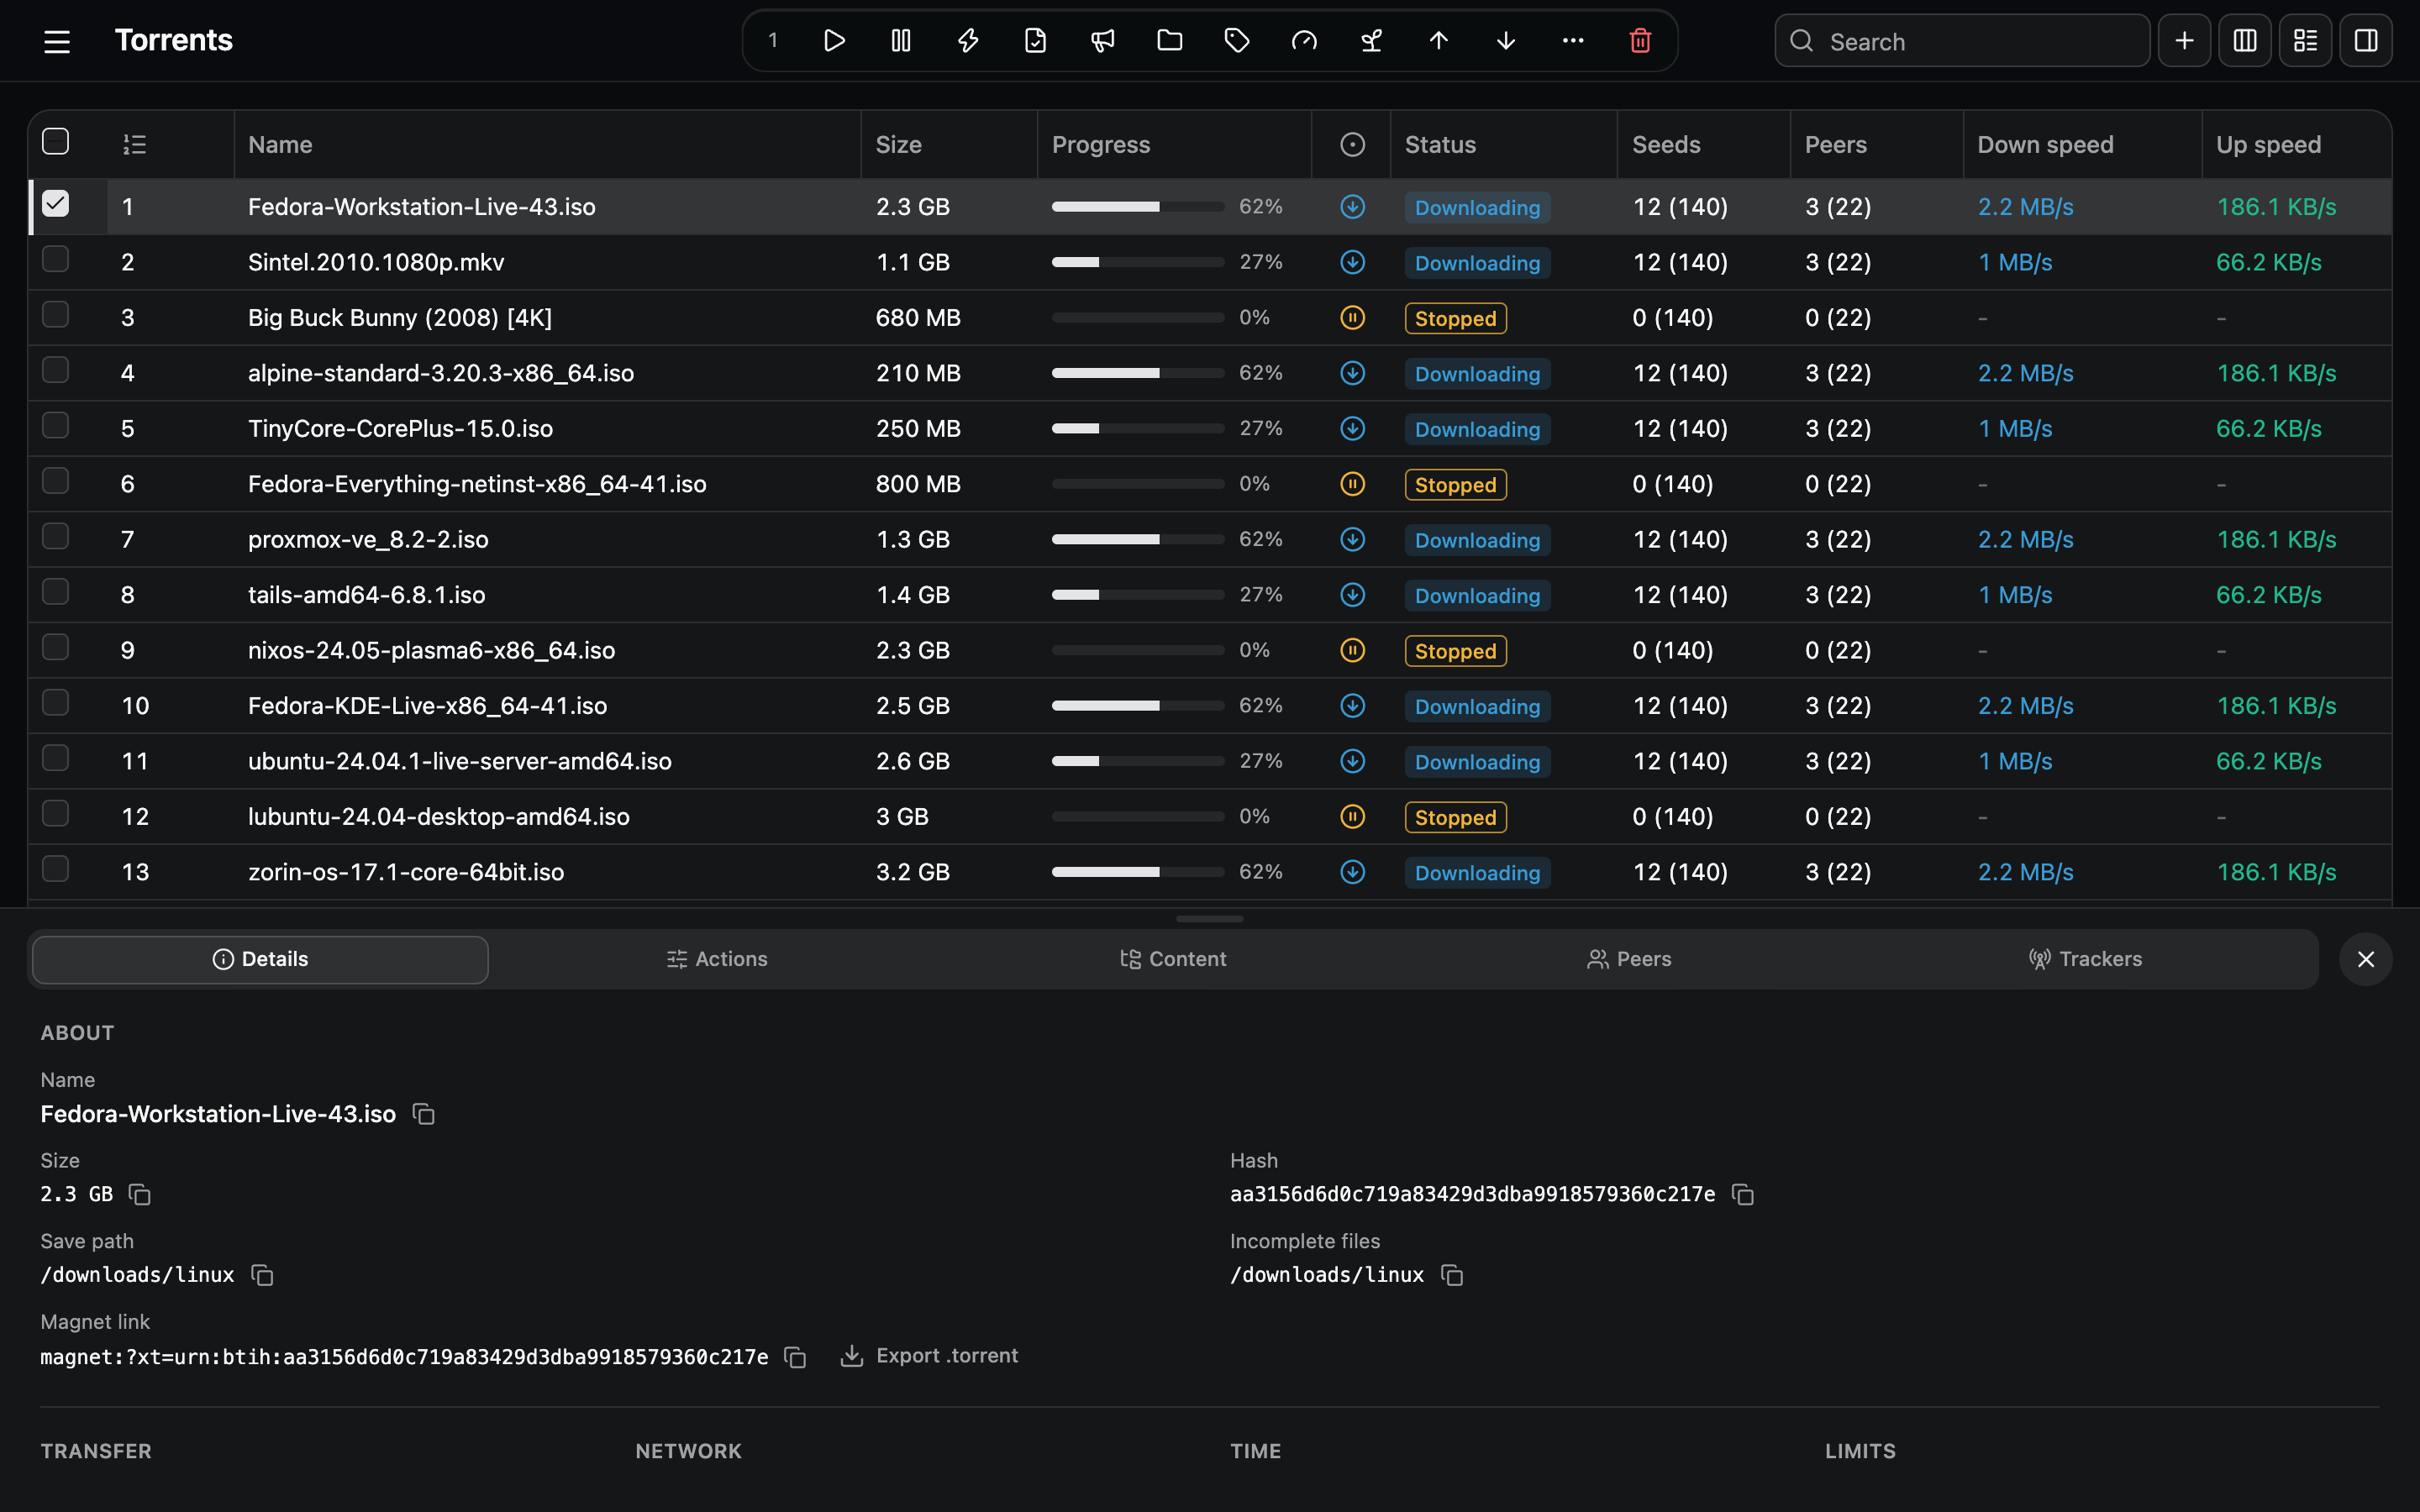 Torrents
1
Search
Name Size Progress Status Seeds Peers Down speed Up speed
1 Fedora-Workstation-Live-43.iso 2.3 GB 62% Downloading 12 (140) 3 (22) 2.2 MB/s 186.1 KB/s
2 Sintel.2010.1080p.mkv 1.1 GB 27% Downloading 12 (140) 3 (22) 1 MB/s 66.2 KB/s
3 Big Buck Bunny (2008) [4K] 680 MB 0% Stopped 0 (140) 0 (22) - -
4 alpine-standard-3.20.3-x86_64.iso 210 MB 62% Downloading 12 (140) 3 (22) 2.2 MB/s 186.1 KB/s
5 TinyCore-CorePlus-15.0.iso 250 MB 27% Downloading 12 (140) 3 (22) 1 MB/s 66.2 KB/s
6 Fedora-Everything-netinst-x86_64-41.iso 800 MB 0% Stopped 0 (140) 0 (22) - -
7 proxmox-ve_8.2-2.iso 1.3 GB 62% Downloading 12 (140) 3 (22) 2.2 MB/s 186.1 KB/s
8 tails-amd64-6.8.1.iso 1.4 GB 27% Downloading 12 (140) 3 (22) 1 MB/s 66.2 KB/s
9 nixos-24.05-plasma6-x86_64.iso 2.3 GB 0% Stopped 0 (140) 0 (22) - -
10 Fedora-KDE-Live-x86_64-41.iso 2.5 GB 62% Downloading 12 (140) 3 (22) 2.2 MB/s 186.1 KB/s
11 ubuntu-24.04.1-live-server-amd64.iso 2.6 GB 27% Downloading 12 (140) 3 (22) 1 MB/s 66.2 KB/s
12 lubuntu-24.04-desktop-amd64.iso 3 GB 0% Stopped 0 (140) 0 (22) - -
13 zorin-os-17.1-core-64bit.iso 3.2 GB 62% Downloading 12 (140) 3 (22) 2.2 MB/s 186.1 KB/s
Details Actions Content Peers Trackers
ABOUT
Name
Fedora-Workstation-Live-43.iso
Size Hash
2.3 GB aa3156d6d0c719a83429d3dba9918579360c217e
Save path Incomplete files
/downloads/linux /downloads/linux
Magnet link
magnet:?xt=urn:btih:aa3156d6d0c719a83429d3dba9918579360c217e Export .torrent
TRANSFER NETWORK TIME LIMITS